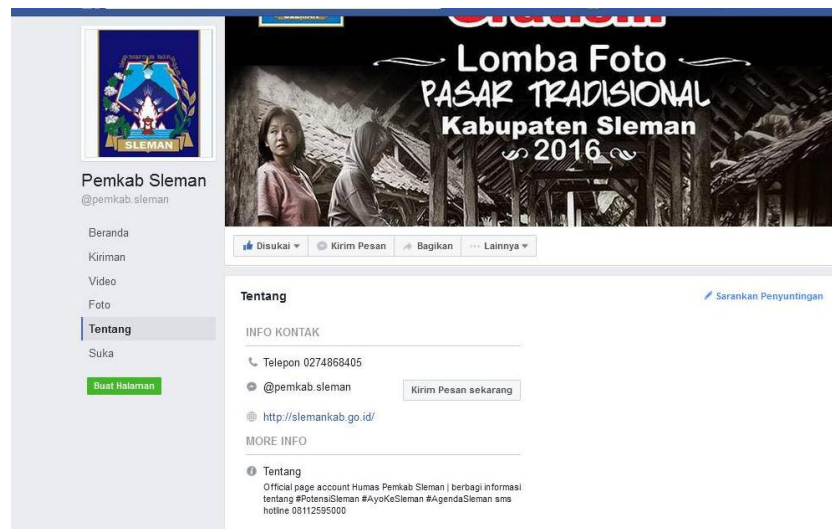 Gratis!!!
Lomba Foto
PASAR TRADISIONAL
Kabupaten Sleman
2016
SLEMAN
Pemkab Sleman
@pemkab.sleman
Beranda
Kiriman
Video
Foto
Tentang
Suka
Buat Halaman
Disukai
Kirim Pesan
Bagikan
Lainnya
Tentang
Sarankan Penyuntingan
INFO KONTAK
Telepon 0274868405
@pemkab.sleman
Kirim Pesan sekarang
http://slemankab.go.id/
MORE INFO
Tentang
Official page account Humas Pemkab Sleman | berbagi informasi
tentang #PotensiSleman #AyoKeSleman #AgendaSleman sms
hotline 08112595000